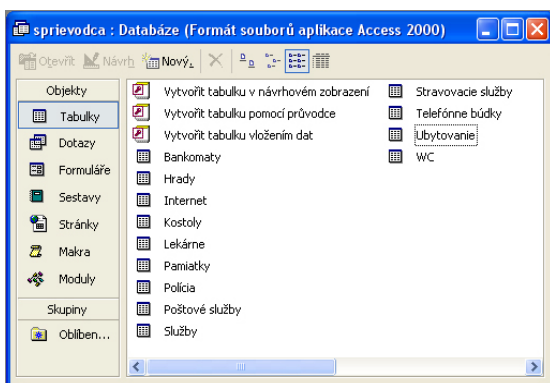 sprievodca : Databáze (Formát souborů aplikace Access 2000)
Otevřít Návrh Nový
Objekty
Tabulky
Dotazy
Formuláře
Sestavy
Stránky
Makra
Moduly
Skupiny
Oblíben...
Vytvořit tabulku v návrhovém zobrazení
Vytvořit tabulku pomocí průvodce
Vytvořit tabulku vložením dat
Bankomaty
Hrady
Internet
Kostoly
Lekárne
Pamiatky
Polícia
Poštové služby
Služby
Stravovacie služby
Telefónne búdky
Ubytovanie
WC